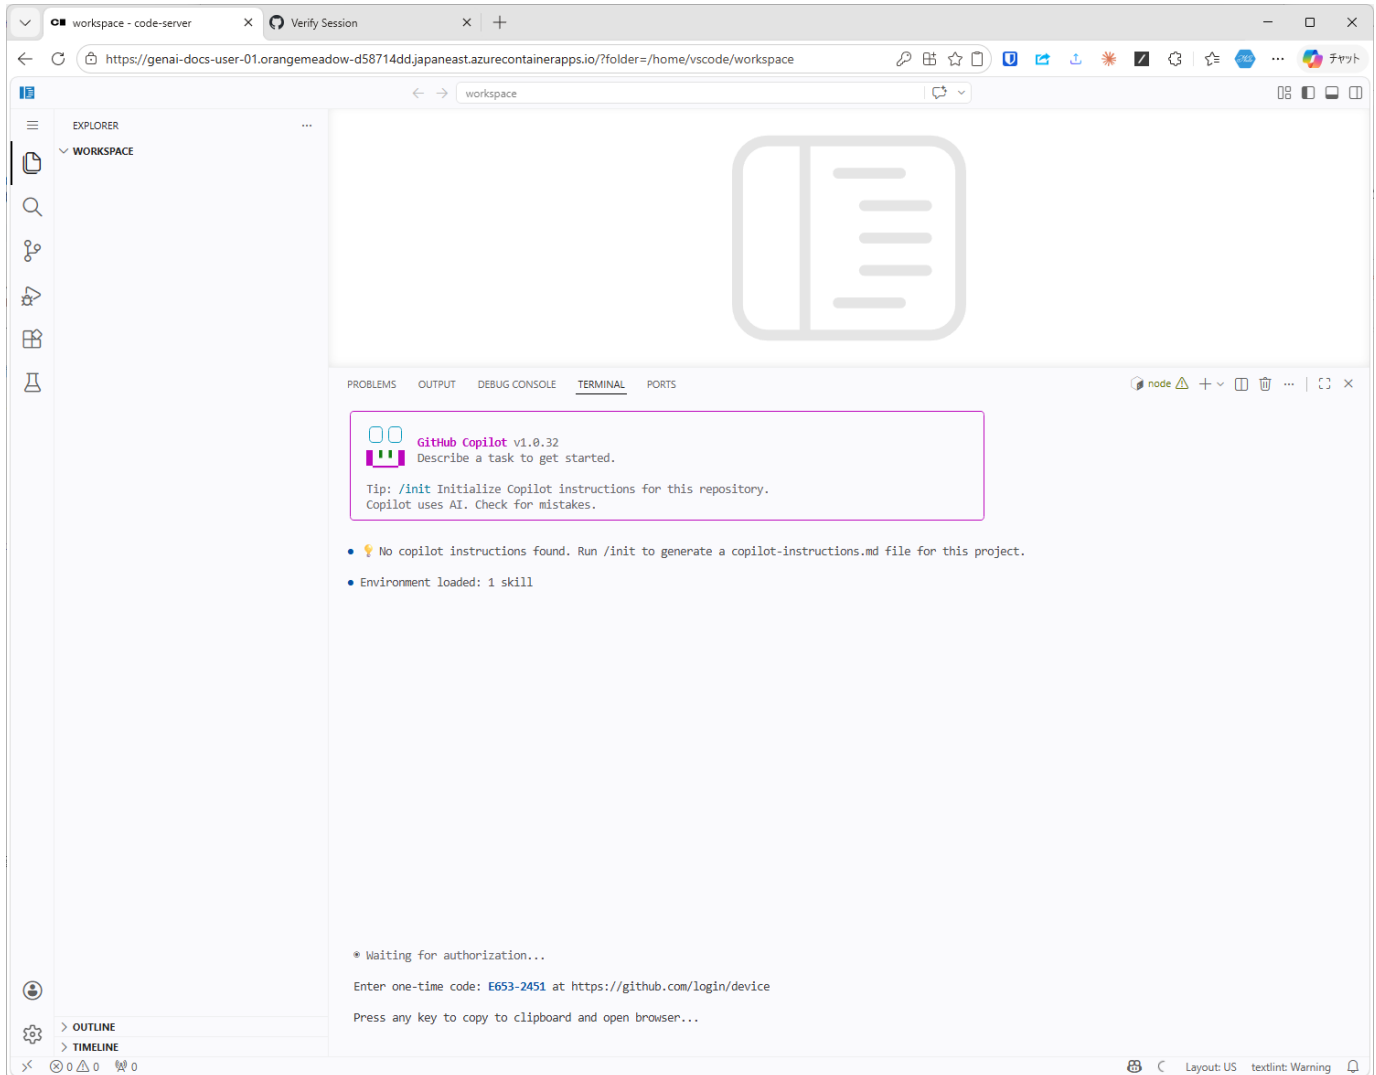 workspace - code-server
Verify Session
https://genai-docs-user-01.orangemeadow-d58714dd.japaneast.azurecontainerapps.io/?folder=/home/vscode/workspace
チャット
workspace
EXPLORER
WORKSPACE
PROBLEMS OUTPUT DEBUG CONSOLE TERMINAL PORTS
node
GitHub Copilot v1.0.32
Describe a task to get started.
Tip: /init Initialize Copilot instructions for this repository.
Copilot uses AI. Check for mistakes.
No copilot instructions found. Run /init to generate a copilot-instructions.md file for this project.
Environment loaded: 1 skill
Waiting for authorization...
Enter one-time code: E653-2451 at https://github.com/login/device
Press any key to copy to clipboard and open browser...
OUTLINE
TIMELINE
0 0 0
Layout: US textlint: Warning